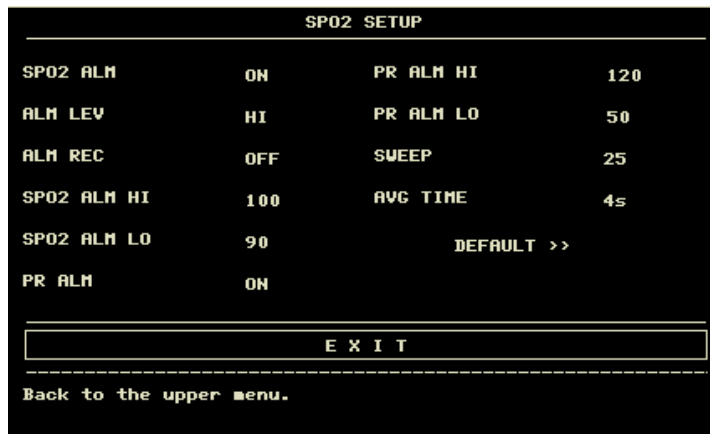 SPO2 SETUP
SPO2 ALM ON PR ALM HI 120
ALM LEV HI PR ALM LO 50
ALM REC OFF SWEEP 25
SPO2 ALM HI 100 AVG TIME 4s
SPO2 ALM LO 90 DEFAULT >>
PR ALM ON
E X I T
Back to the upper menu.